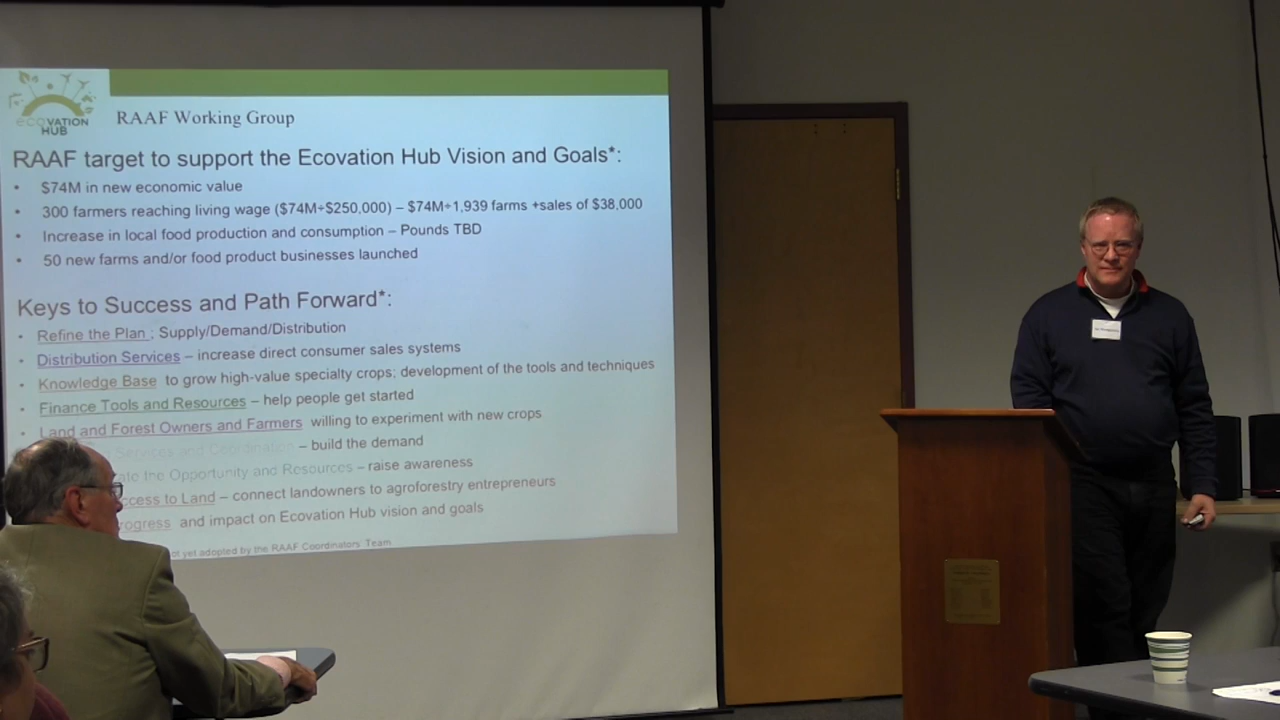 ecoVATION
HUB
RAAF Working Group
RAAF target to support the Ecovation Hub Vision and Goals*:
• $74M in new economic value
• 300 farmers reaching living wage ($74M÷$250,000) – $74M÷1,939 farms +sales of $38,000
• Increase in local food production and consumption – Pounds TBD
• 50 new farms and/or food product businesses launched
Keys to Success and Path Forward*:
• Refine the Plan ; Supply/Demand/Distribution
• Distribution Services – increase direct consumer sales systems
• Knowledge Base to grow high-value specialty crops; development of the tools and techniques
• Finance Tools and Resources – help people get started
• Land and Forest Owners and Farmers willing to experiment with new crops
Services and Coordination – build the demand
the Opportunity and Resources – raise awareness
to Land – connect landowners to agroforestry entrepreneurs
and impact on Ecovation Hub vision and goals
yet adopted by the RAAF Coordinators' Team